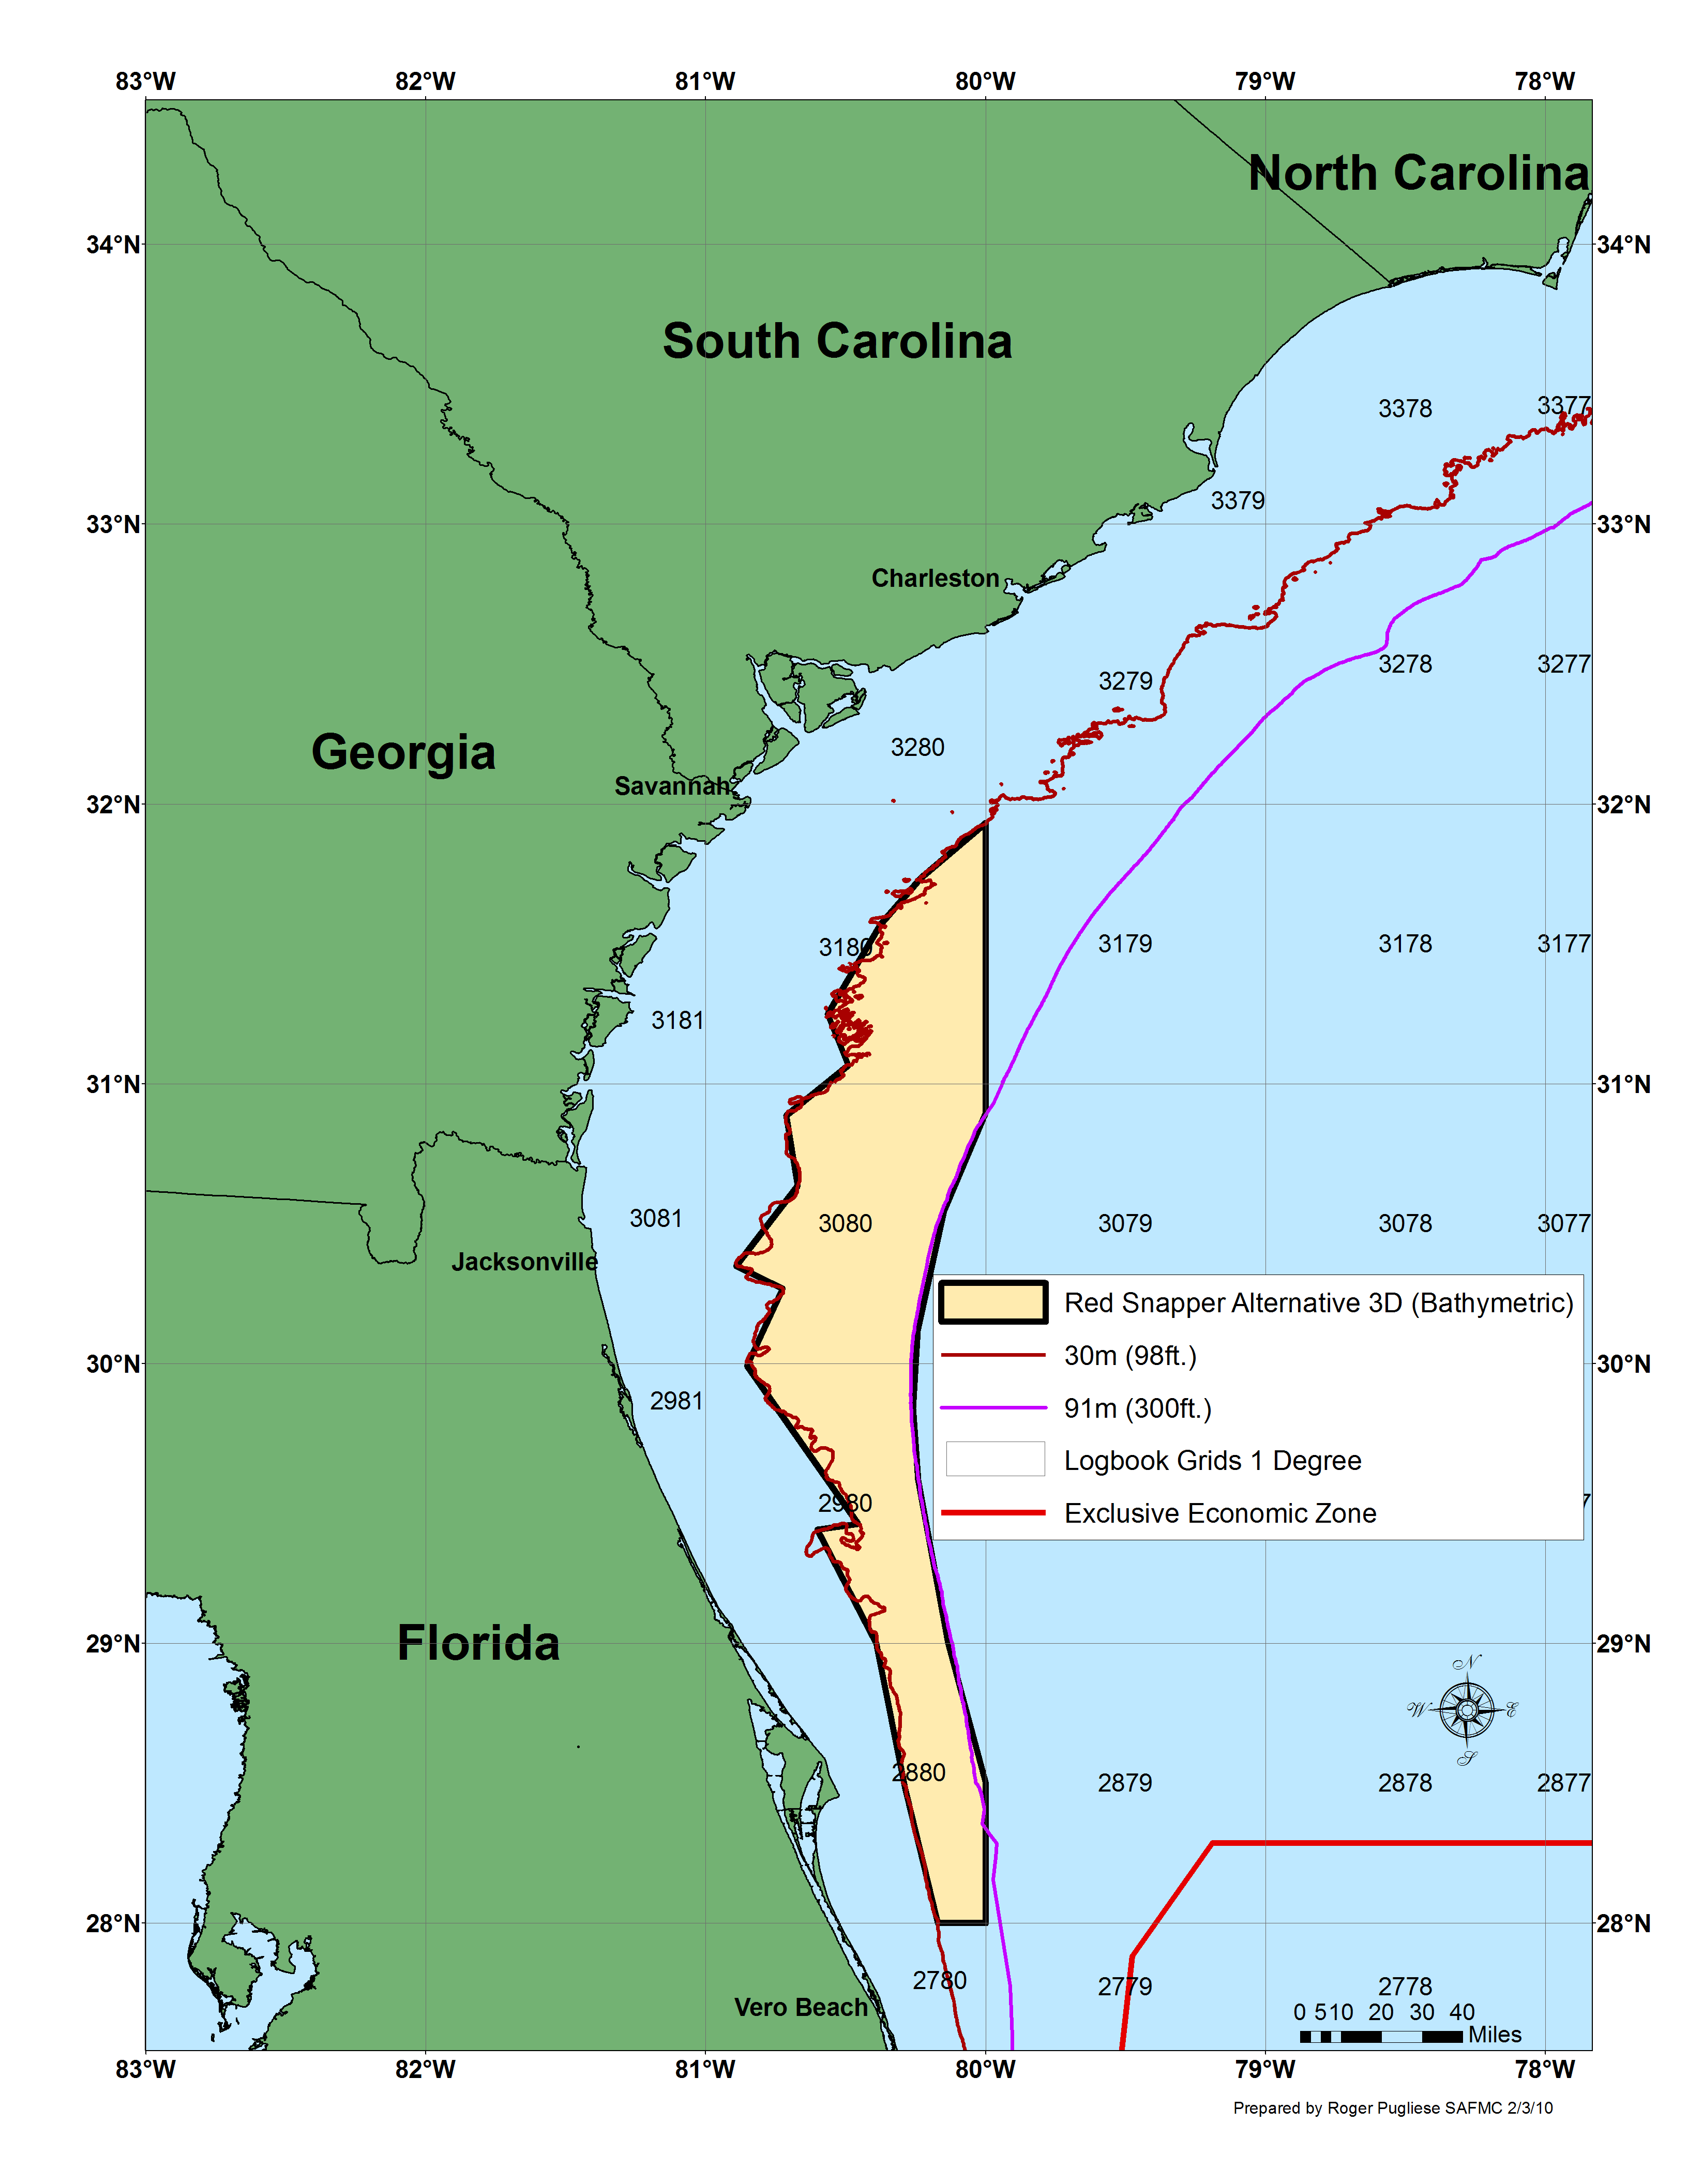 83°W 82°W 81°W 80°W 79°W 78°W
North Carolina
34°N 34°N
South Carolina
3378 3377
3379
33°N 33°N
Charleston
3278 3277
3279
Georgia 3280
Savannah
32°N 32°N
3180 3179 3178 3177
3181
31°N 31°N
3081 3080 3079 3078 3077
Jacksonville
Red Snapper Alternative 3D (Bathymetric)
30m (98ft.)
30°N 30°N
2981
91m (300ft.)
Logbook Grids 1 Degree
2980 7
Exclusive Economic Zone
Florida
29°N 29°N
N
W E
S
2880 2879 2878 2877
28°N 28°N
2780 2779 2778
Vero Beach
0 5 10 20 30 40
Miles
83°W 82°W 81°W 80°W 79°W 78°W
Prepared by Roger Pugliese SAFMC 2/3/10